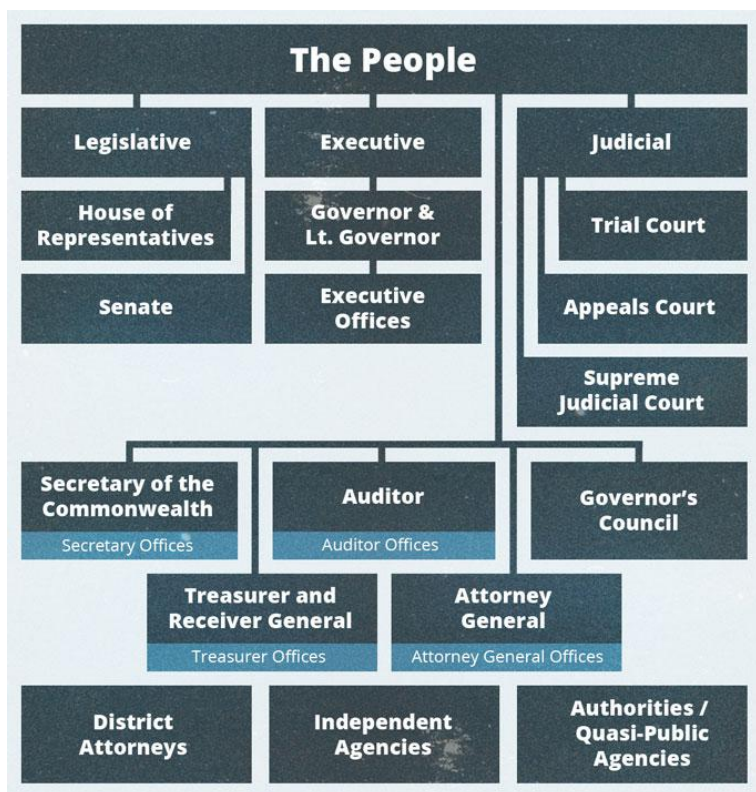 The People
Legislative
Executive
Judicial
House of
Representatives
Governor &
Lt. Governor
Trial Court
Senate
Executive
Offices
Appeals Court
Supreme
Judicial Court
Secretary of the
Commonwealth
Secretary Offices
Auditor
Auditor Offices
Governor’s
Council
Treasurer and
Receiver General
Treasurer Offices
Attorney
General
Attorney General Offices
District
Attorneys
Independent
Agencies
Authorities /
Quasi-Public
Agencies